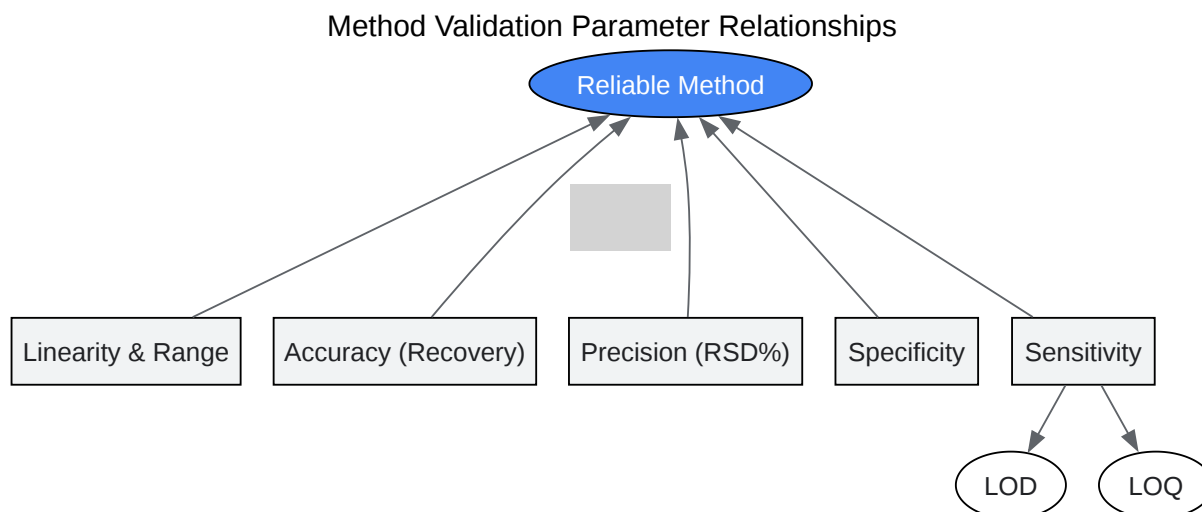 Method Validation Parameter Relationships
Reliable Method
Linearity & Range
Accuracy (Recovery)
Precision (RSD%)
Specificity
Sensitivity
LOD
LOQ